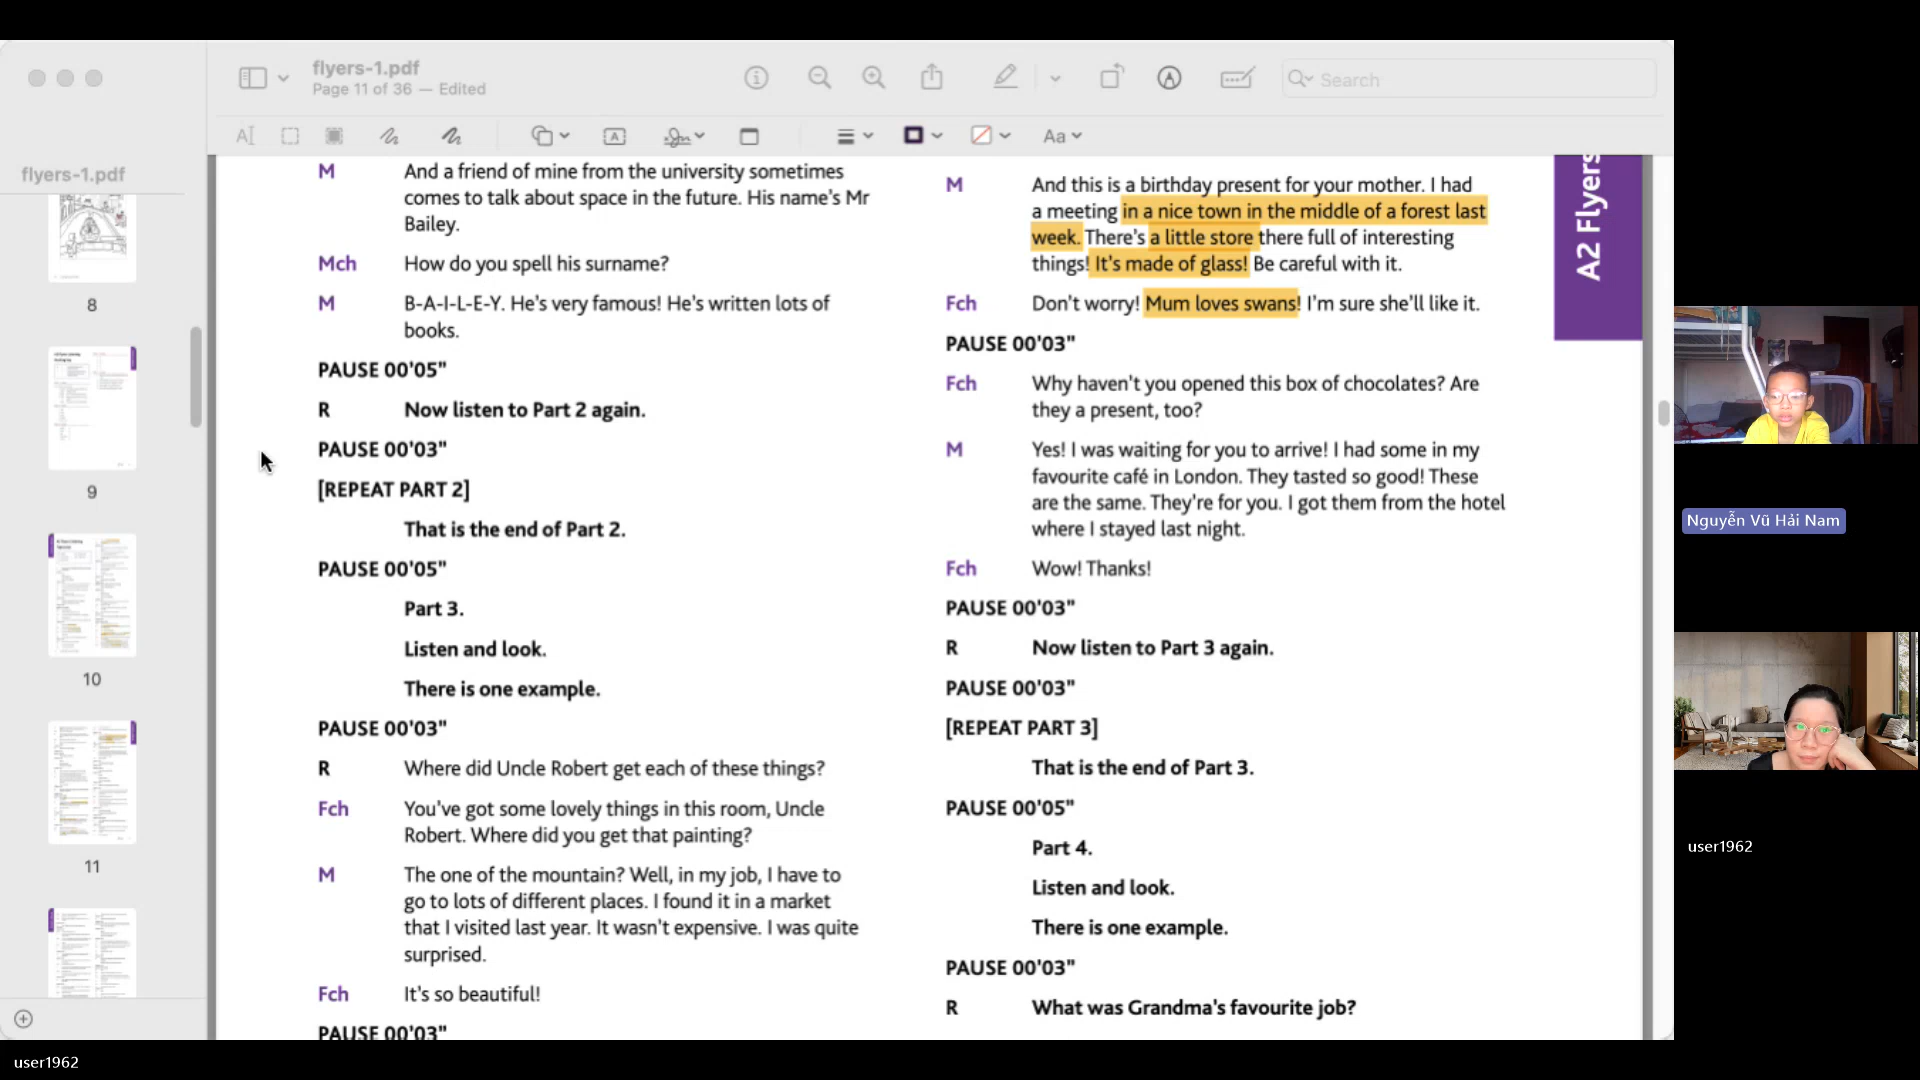 flyers-1.pdf
Page 11 of 36 — Edited
Search
Aa
flyers-1.pdf
8
9
10
11
M And a friend of mine from the university sometimes
comes to talk about space in the future. His name's Mr
Bailey.
Mch How do you spell his surname?
M B-A-I-L-E-Y. He's very famous! He's written lots of
books.
PAUSE 00'05"
R Now listen to Part 2 again.
PAUSE 00'03"
[REPEAT PART 2]
That is the end of Part 2.
PAUSE 00'05"
Part 3.
Listen and look.
There is one example.
PAUSE 00'03"
R Where did Uncle Robert get each of these things?
Fch You've got some lovely things in this room, Uncle
Robert. Where did you get that painting?
M The one of the mountain? Well, in my job, I have to
go to lots of different places. I found it in a market
that I visited last year. It wasn't expensive. I was quite
surprised.
Fch It's so beautiful!
PAUSE 00'03"
M And this is a birthday present for your mother. I had
a meeting in a nice town in the middle of a forest last
week. There's a little store there full of interesting
things! It's made of glass! Be careful with it.
Fch Don't worry! Mum loves swans! I'm sure she'll like it.
PAUSE 00'03"
Fch Why haven't you opened this box of chocolates? Are
they a present, too?
M Yes! I was waiting for you to arrive! I had some in my
favourite café in London. They tasted so good! These
are the same. They're for you. I got them from the hotel
where I stayed last night.
Fch Wow! Thanks!
PAUSE 00'03"
R Now listen to Part 3 again.
PAUSE 00'03"
[REPEAT PART 3]
That is the end of Part 3.
PAUSE 00'05"
Part 4.
Listen and look.
There is one example.
PAUSE 00'03"
R What was Grandma's favourite job?
A2 Flyers
Nguyễn Vũ Hải Nam
user1962
user1962